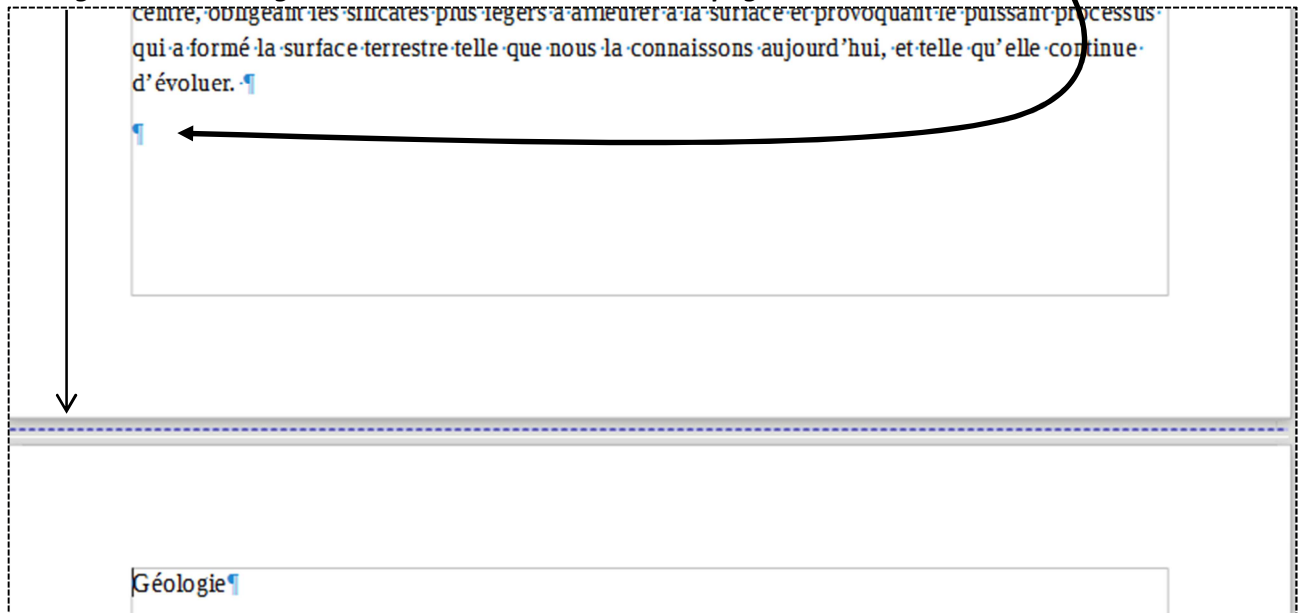 centre, obligeant les silicates plus légers à affleurer à la surface et provoquant le puissant processus
qui a formé la surface terrestre telle que nous la connaissons aujourd’hui, et telle qu’elle continue
d’évoluer. ¶
¶
Géologie¶